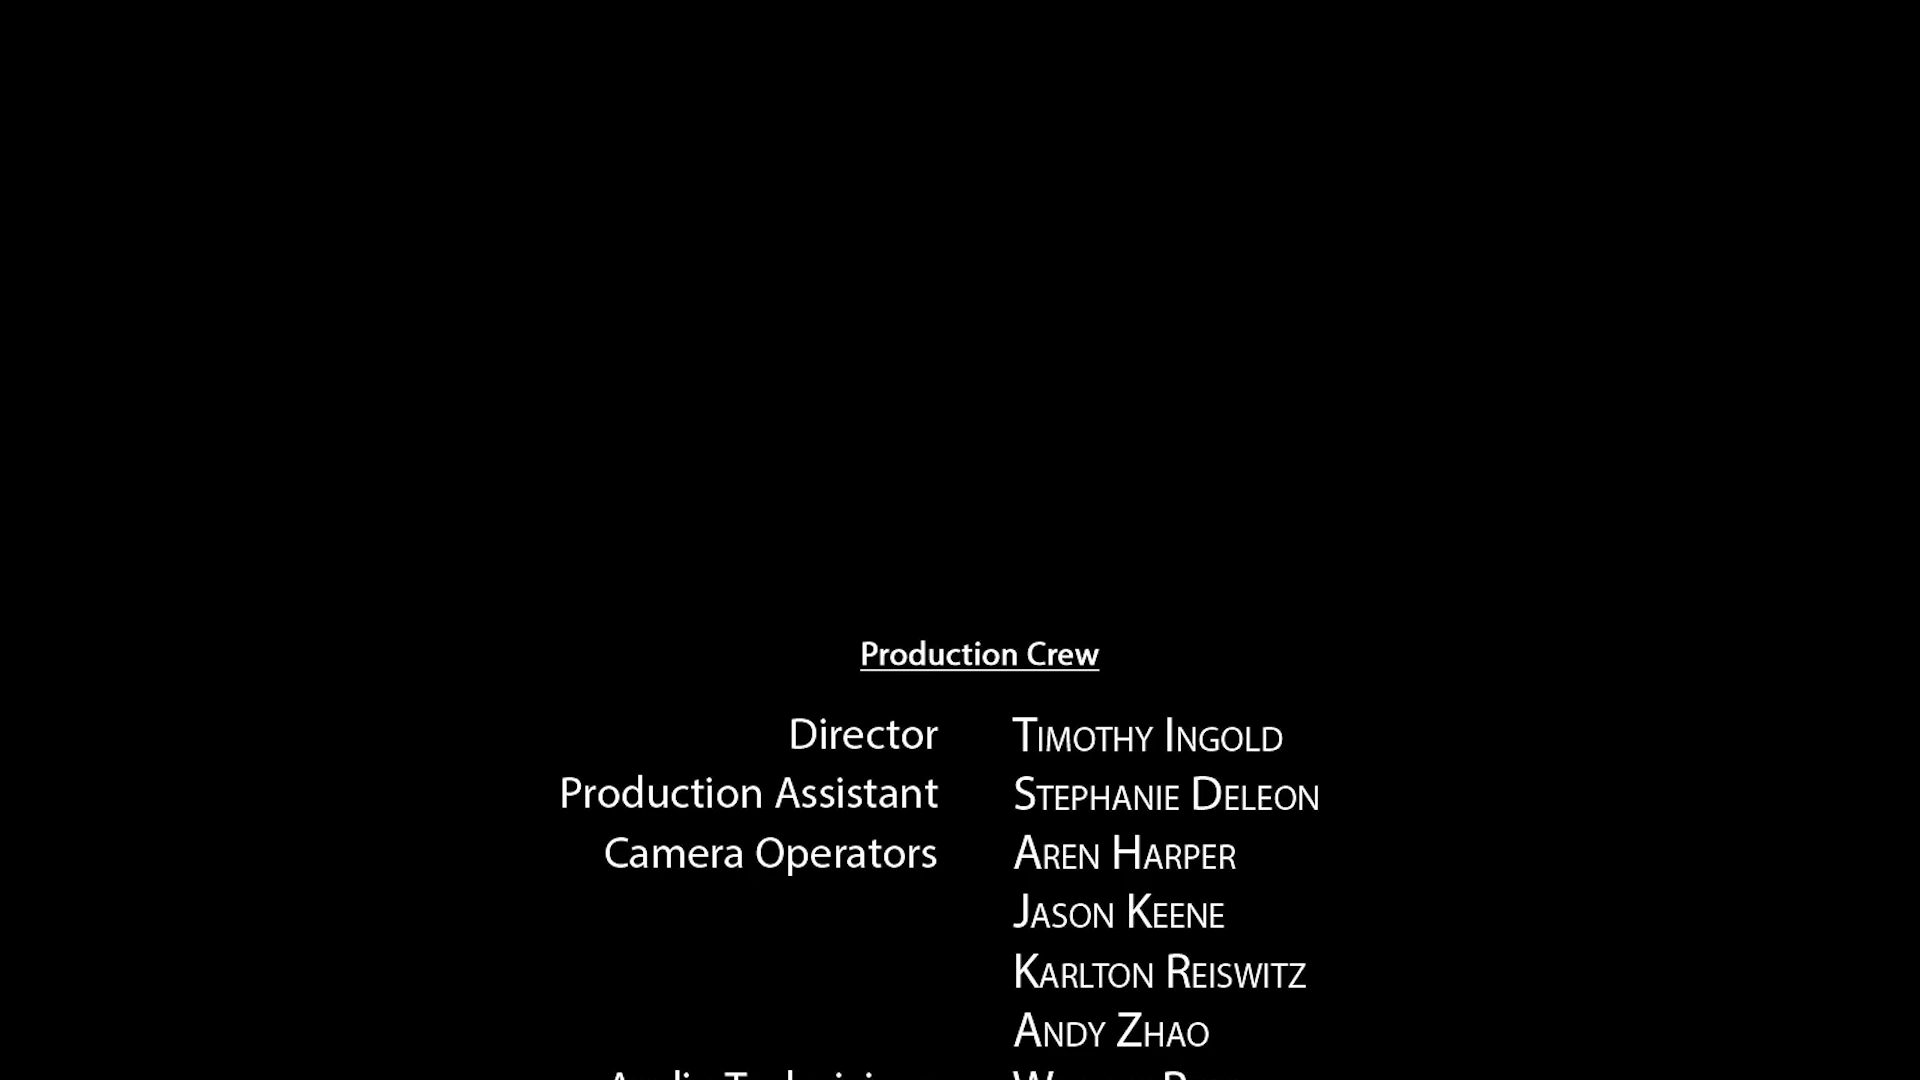 Production Crew
Director Timothy Ingold
Production Assistant Stephanie Deleon
Camera Operators Aren Harper
Jason Keene
Karlton Reiswitz
Andy Zhao